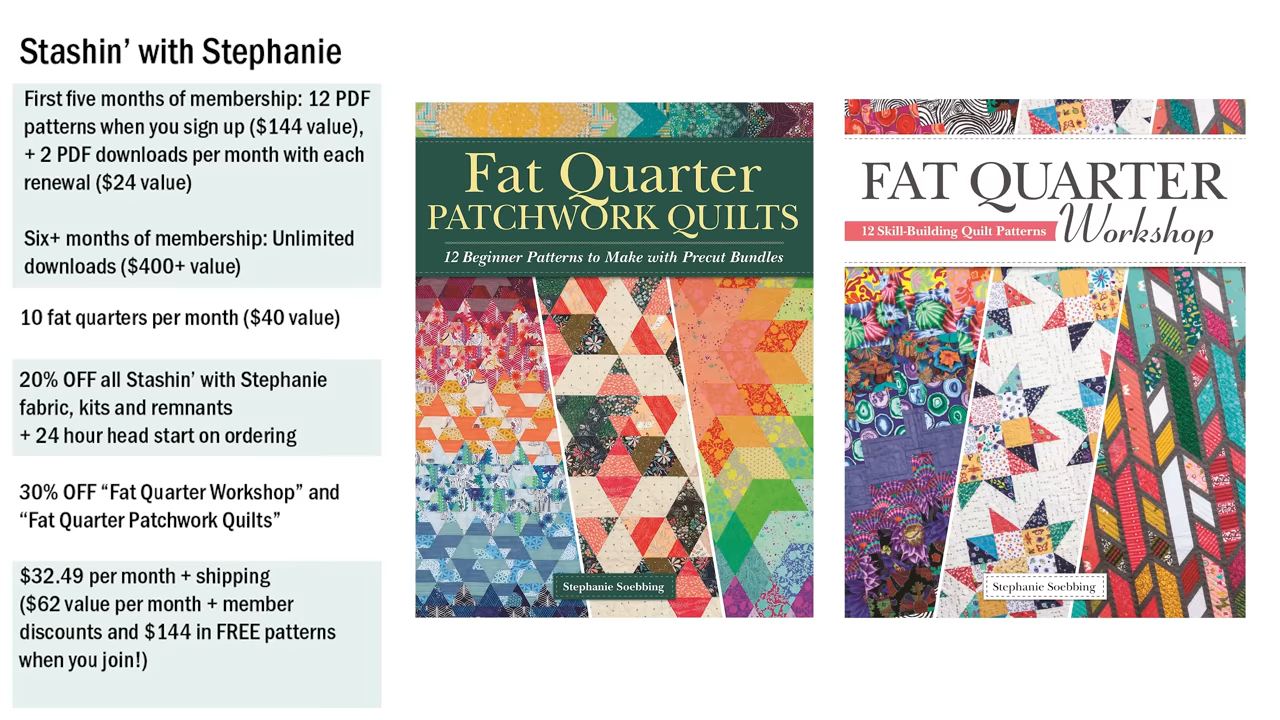 Stashin’ with Stephanie
First five months of membership: 12 PDF
patterns when you sign up ($144 value),
+ 2 PDF downloads per month with each
renewal ($24 value)
Six+ months of membership: Unlimited
downloads ($400+ value)
10 fat quarters per month ($40 value)
20% OFF all Stashin’ with Stephanie
fabric, kits and remnants
+ 24 hour head start on ordering
30% OFF “Fat Quarter Workshop” and
“Fat Quarter Patchwork Quilts”
$32.49 per month + shipping
($62 value per month + member
discounts and $144 in FREE patterns
when you join!)
Fat Quarter
PATCHWORK QUILTS
12 Beginner Patterns to Make with Precut Bundles
Stephanie Soebbing
FAT QUARTER
12 Skill-Building Quilt Patterns
Workshop
Stephanie Soebbing